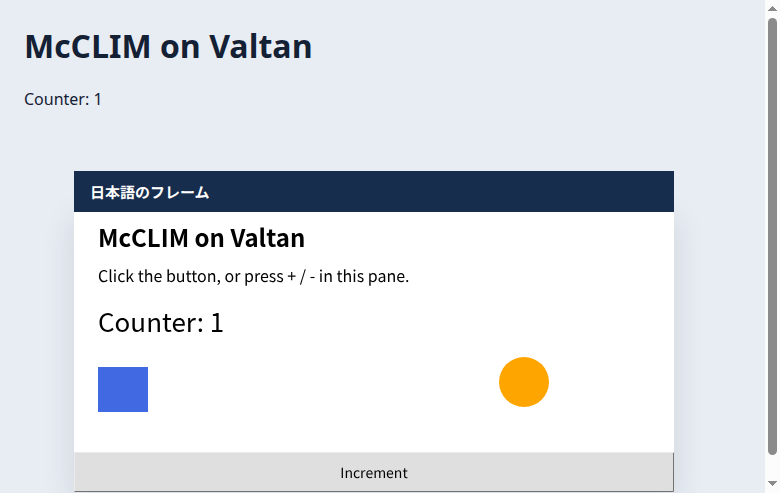 McCLIM on Valtan
Counter: 1
日本語のフレーム
McCLIM on Valtan
Click the button, or press + / - in this pane.
Counter: 1
Increment